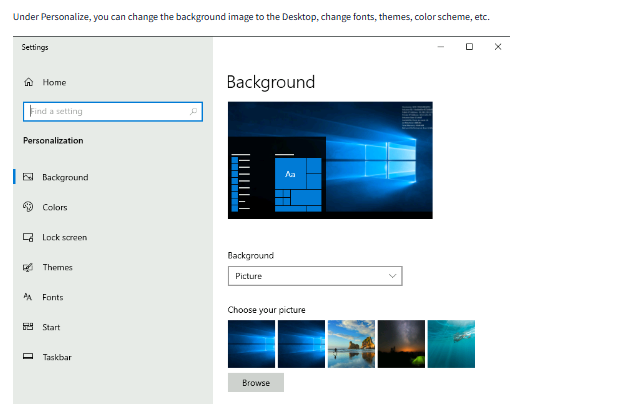 Under Personalize, you can change the background image to the Desktop, change fonts, themes, color scheme, etc.
Settings
Home
Find a setting
Personalization
Background
Colors
Lock screen
Themes
Fonts
Start
Taskbar
Background
Aa
Background
Picture
Choose your picture
Browse